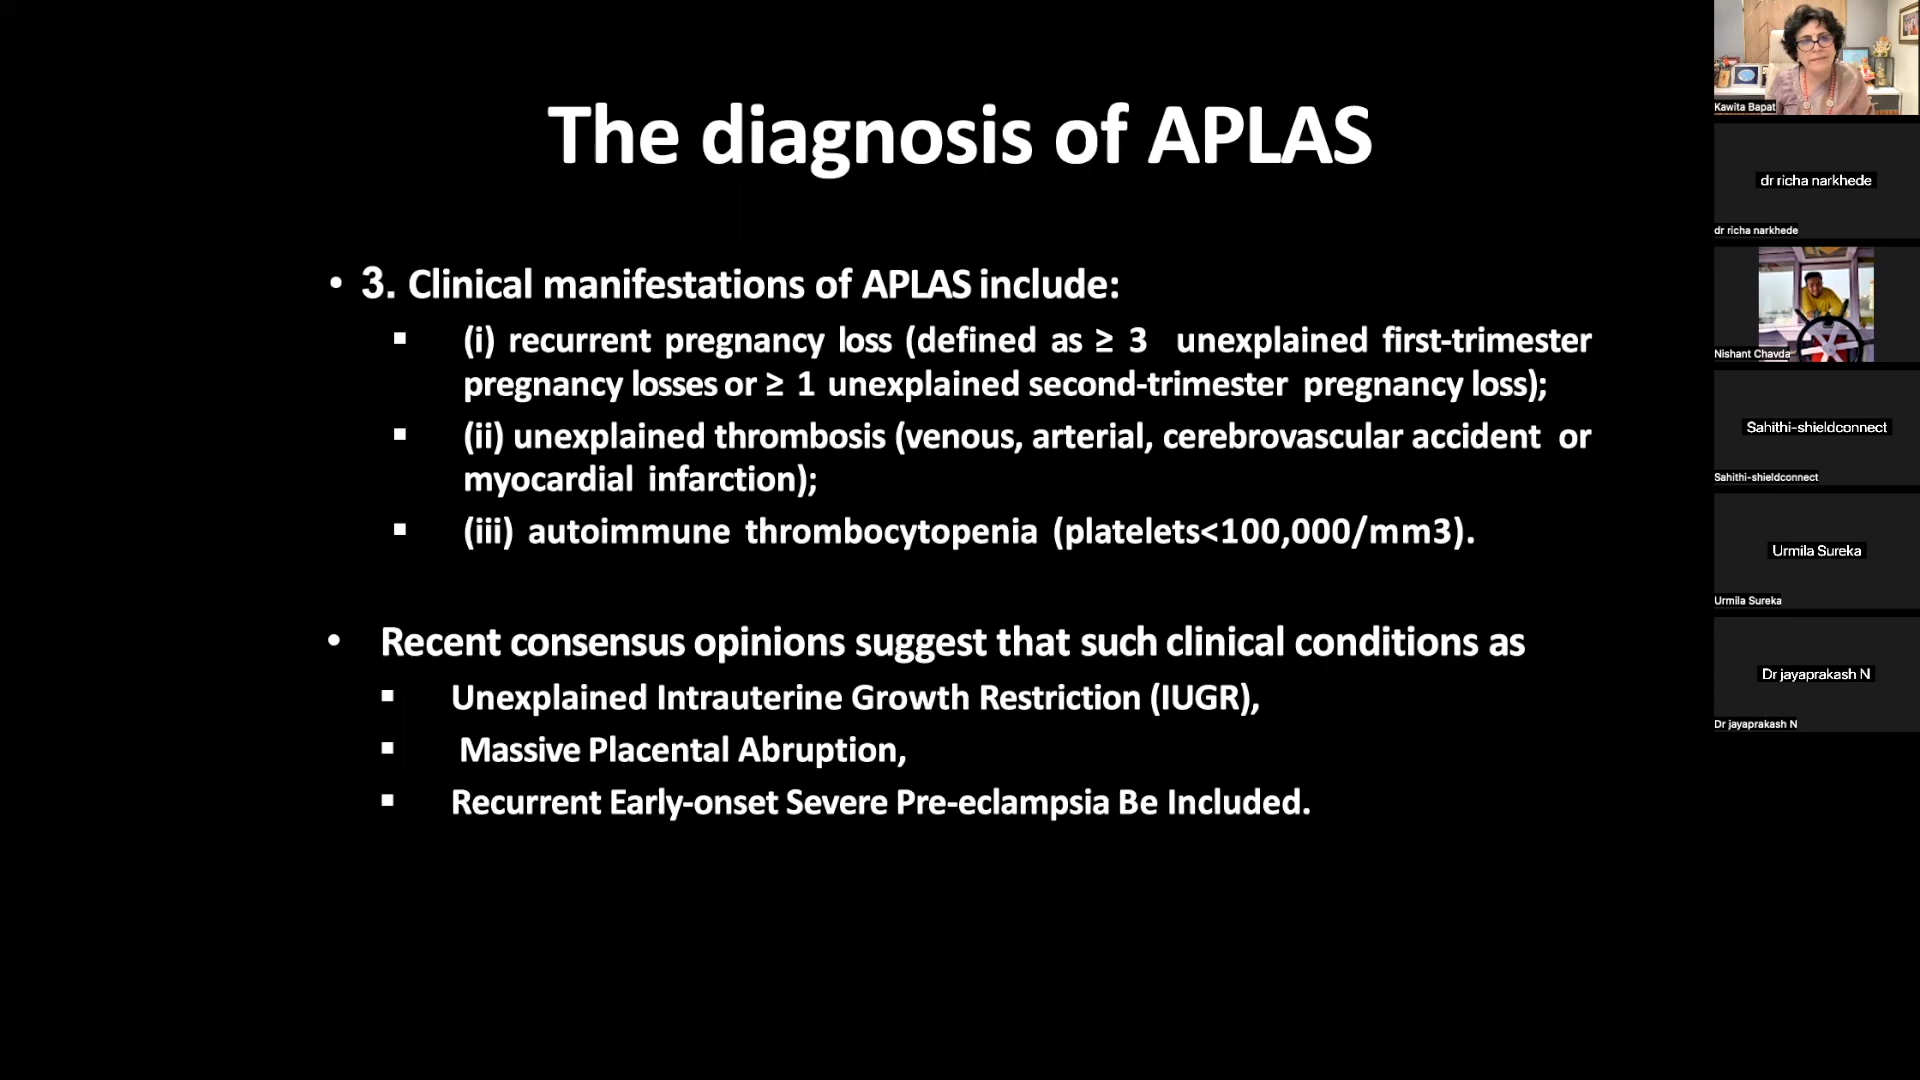 The diagnosis of APLAS
• 3. Clinical manifestations of APLAS include:
▪ (i) recurrent pregnancy loss (defined as ≥ 3 unexplained first-trimester
pregnancy losses or ≥ 1 unexplained second-trimester pregnancy loss);
▪ (ii) unexplained thrombosis (venous, arterial, cerebrovascular accident or
myocardial infarction);
▪ (iii) autoimmune thrombocytopenia (platelets<100,000/mm3).
• Recent consensus opinions suggest that such clinical conditions as
▪ Unexplained Intrauterine Growth Restriction (IUGR),
▪ Massive Placental Abruption,
▪ Recurrent Early-onset Severe Pre-eclampsia Be Included.
Kawita Bapat
dr richa narkhede
dr richa narkhede
Nishant Chavda
Sahithi-shieldconnect
Sahithi-shieldconnect
Urmila Sureka
Urmila Sureka
Dr jayaprakash N
Dr jayaprakash N